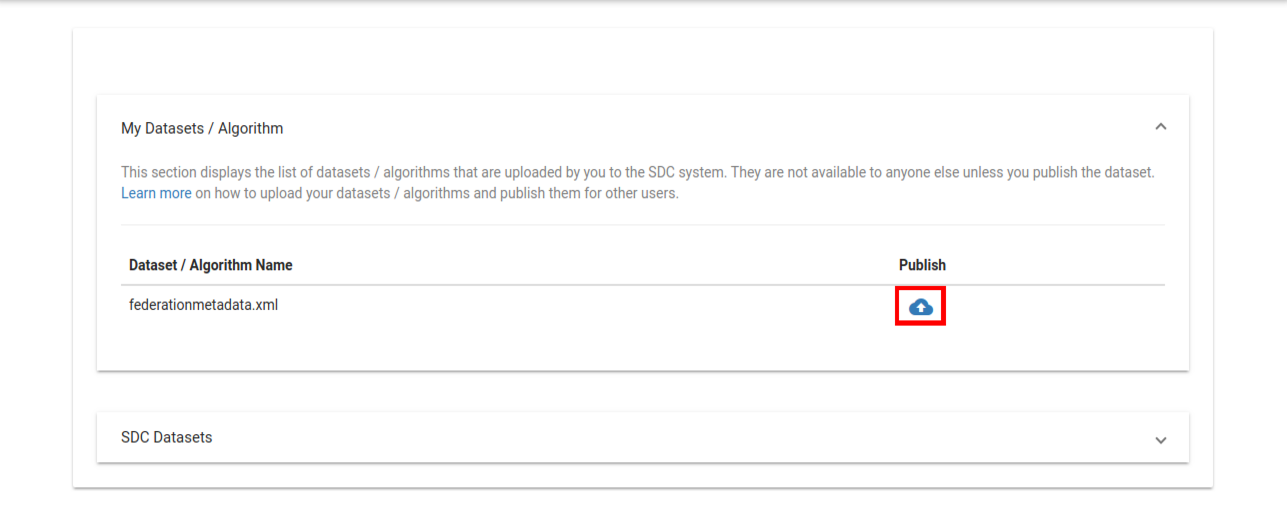 My Datasets / Algorithm
This section displays the list of datasets / algorithms that are uploaded by you to the SDC system. They are not available to anyone else unless you publish the dataset.
Learn more on how to upload your datasets / algorithms and publish them for other users.
Dataset / Algorithm Name Publish
federationmetadata.xml
SDC Datasets